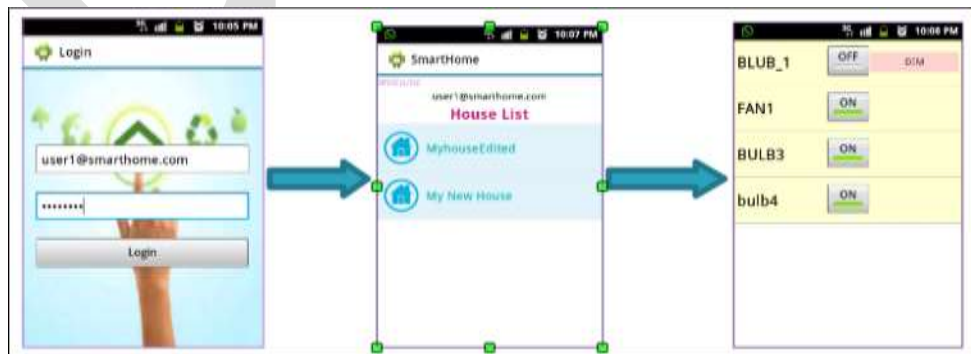 10:05 PM
Login
user1@smarthome.com
••••••••
Login
10:07 PM
SmartHome
user1@smarthome.com
House List
MyhouseEdited
My New House
10:06 PM
BLUB_1 OFF DIM
FAN1 ON
BULB3 ON
bulb4 ON